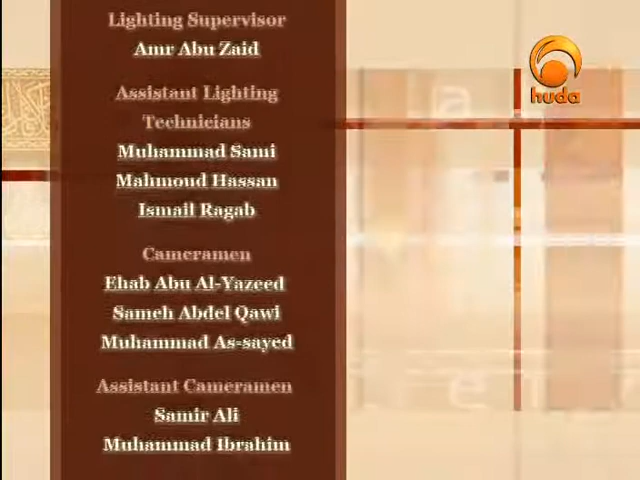 Lighting Supervisor
Amr Abu Zaid
Assistant Lighting
Technicians
Muhammad Sami
Mahmoud Hassan
Ismail Ragab
Cameramen
Ehab Abu Al-Yazeed
Sameh Abdel Qawi
Muhammad As-sayed
Assistant Cameramen
Samir Ali
Muhammad Ibrahim
huda